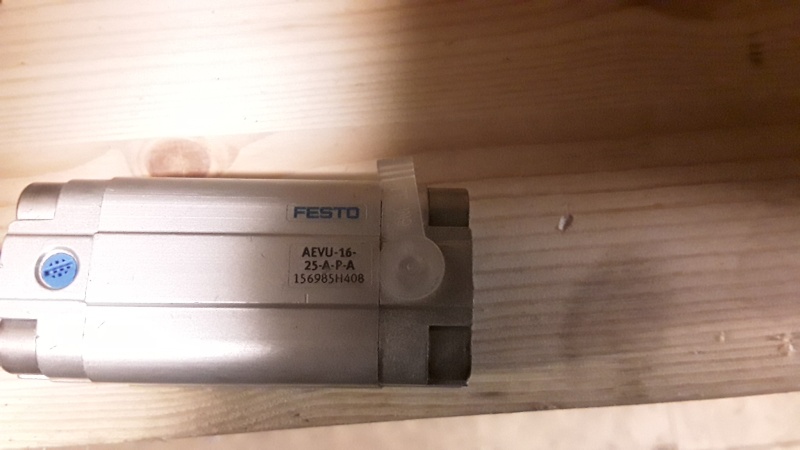 FESTO
AEVU-16-
25-A-P-A
156985H408